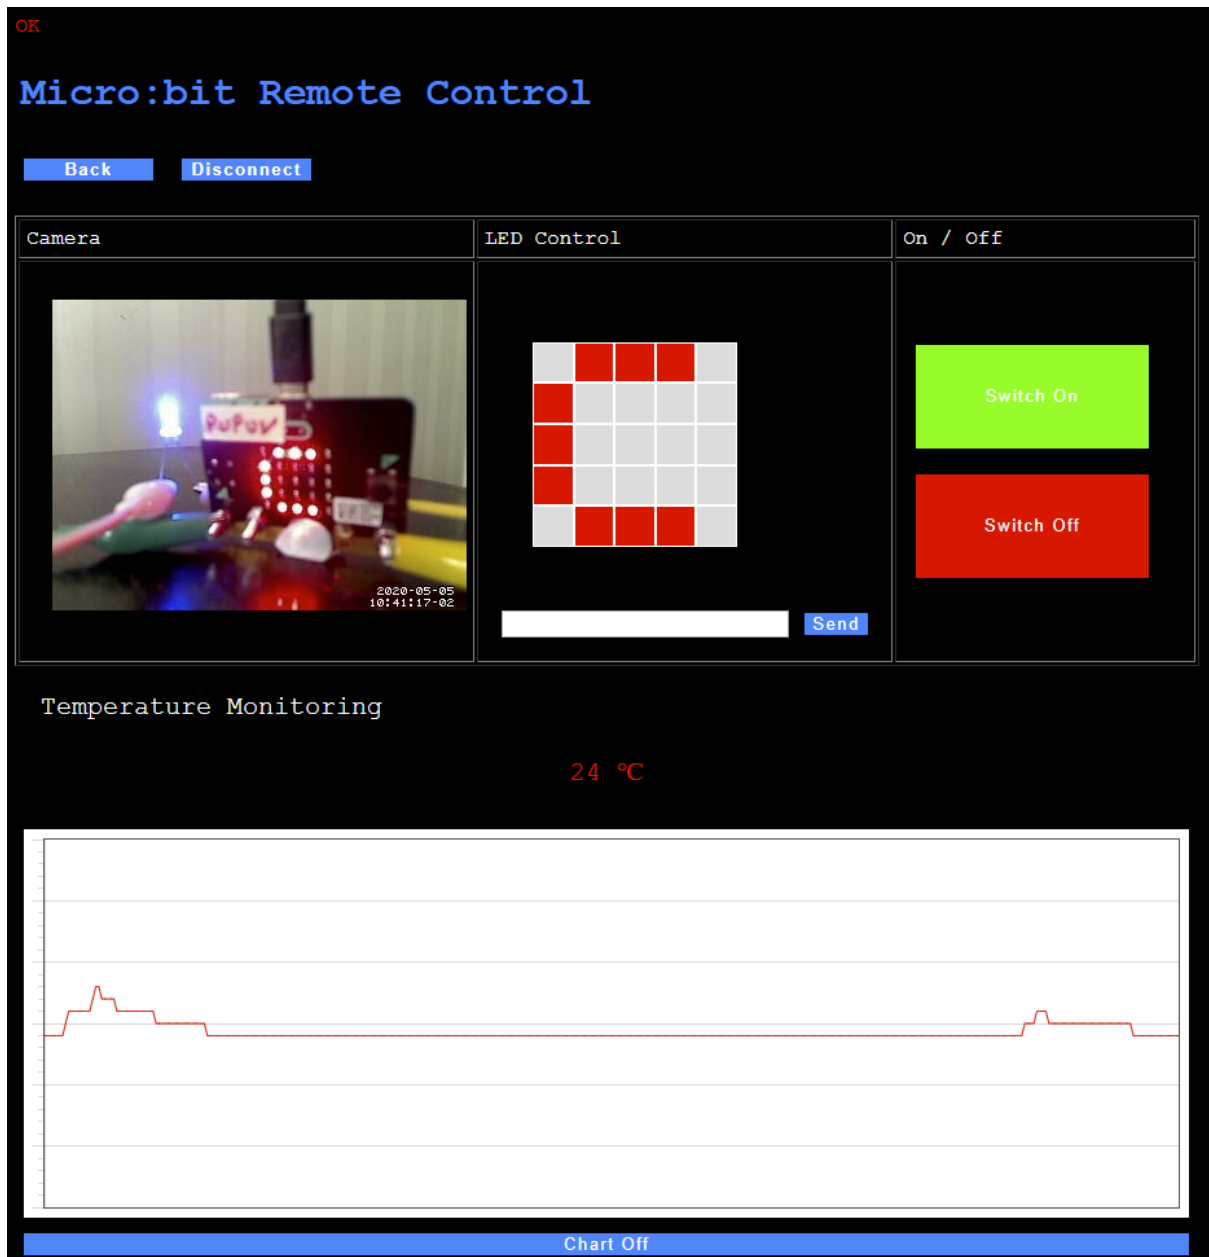 OK
Micro:bit Remote Control
Back Disconnect
Camera LED Control On / Off
PuPuV
2020-05-05
10:41:17-02
Switch On
Switch Off
Send
Temperature Monitoring
24 ℃
Chart Off